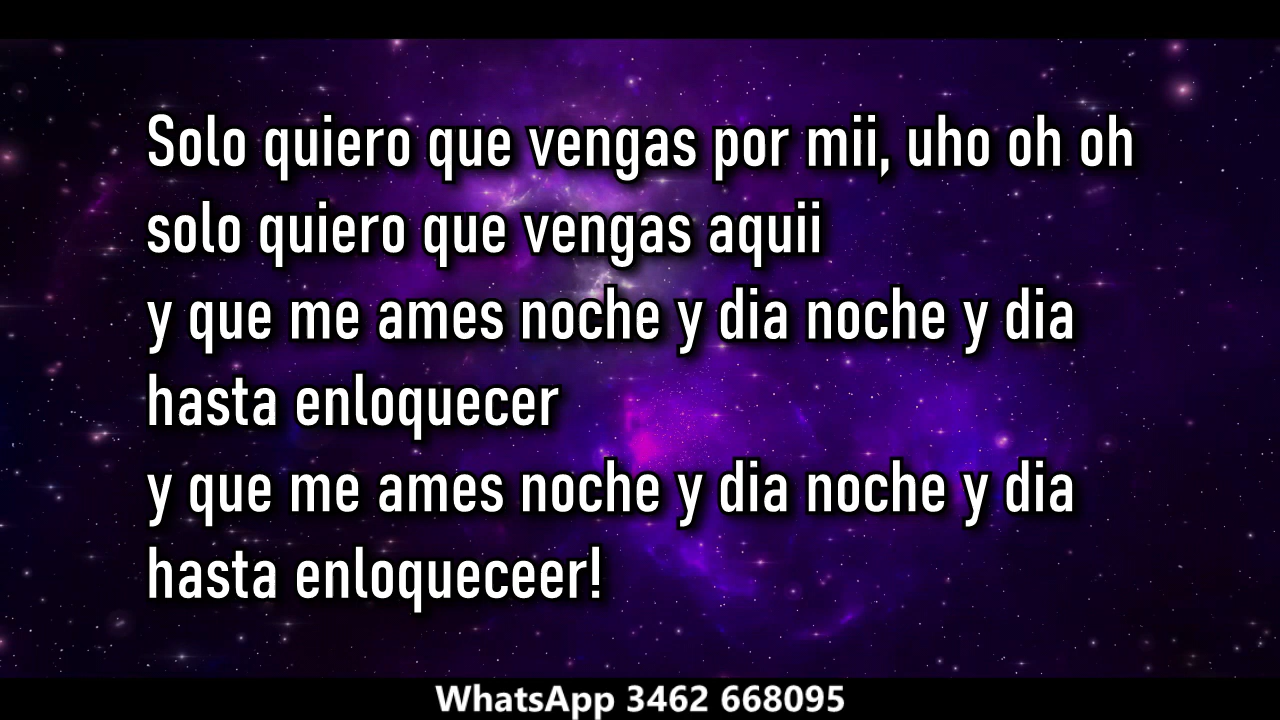 Solo quiero que vengas por mii, uho oh oh
solo quiero que vengas aquii
y que me ames noche y dia noche y dia
hasta enloquecer
y que me ames noche y dia noche y dia
hasta enloqueceer!
WhatsApp 3462 668095